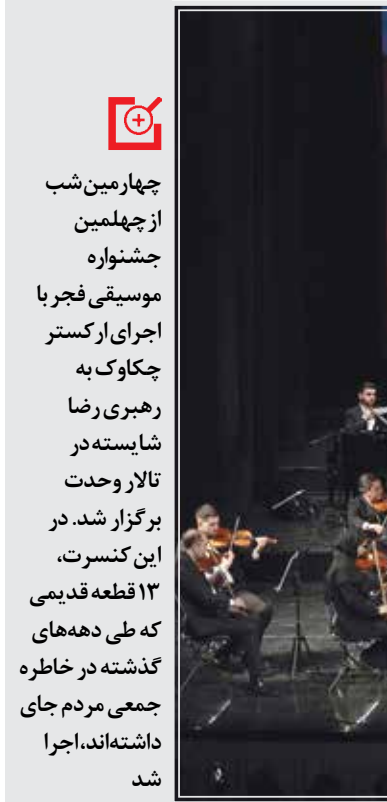 چهارمین‌شب
از چهلمین
جشنواره
موسیقی فجر با
اجرای ارکستر
چکاوک به
رهبری رضا
شایسته در
تالار وحدت
برگزار شد. در
این کنسرت،
۱۳ قطعه قدیمی
که طی دهه‌های
گذشته در خاطره
جمعی مردم جای
داشته‌اند، اجرا
شد